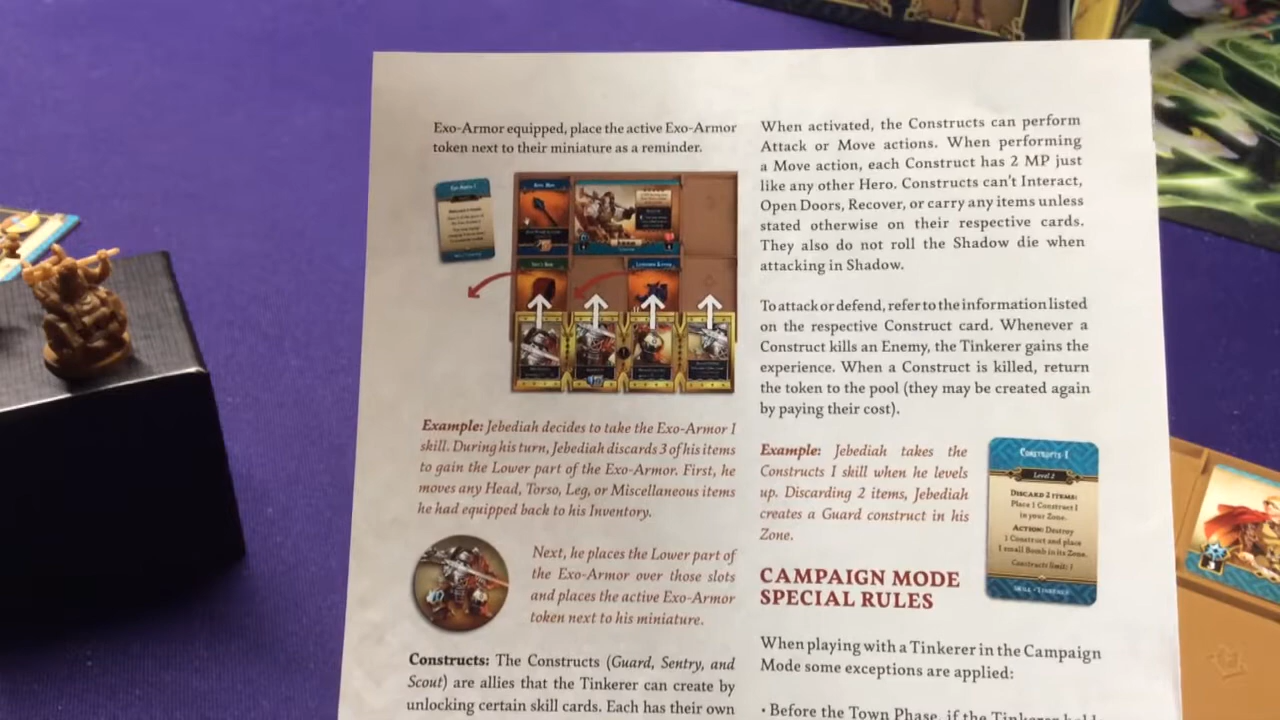 Exo-Armor equipped, place the active Exo-Armor
token next to their miniature as a reminder.
Example: Jebediah decides to take the Exo-Armor I
skill. During his turn, Jebediah discards 3 of his items
to gain the Lower part of the Exo-Armor. First, he
moves any Head, Torso, Leg, or Miscellaneous items
he had equipped back to his Inventory.
Next, he places the Lower part of
the Exo-Armor over those slots
and places the active Exo-Armor
token next to his miniature.
Constructs: The Constructs (Guard, Sentry, and
Scout) are allies that the Tinkerer can create by
unlocking certain skill cards. Each has their own
When activated, the Constructs can perform
Attack or Move actions. When performing
a Move action, each Construct has 2 MP just
like any other Hero. Constructs can't Interact,
Open Doors, Recover, or carry any items unless
stated otherwise on their respective cards.
They also do not roll the Shadow die when
attacking in Shadow.
To attack or defend, refer to the information listed
on the respective Construct card. Whenever a
Construct kills an Enemy, the Tinkerer gains the
experience. When a Construct is killed, return
the token to the pool (they may be created again
by paying their cost).
Example: Jebediah takes the
Constructs I skill when he levels
up. Discarding 2 items, Jebediah
creates a Guard construct in his
Zone.
Constructs I
Level 2
Discard 2 items:
Place 1 Construct I
in your Zone.
Action: Destroy
1 Construct and place
1 small Bomb in its Zone.
Constructs limit: 1
Skill - Tinkerer
CAMPAIGN MODE
SPECIAL RULES
When playing with a Tinkerer in the Campaign
Mode some exceptions are applied:
• Before the Town Phase, if the Tinkerer